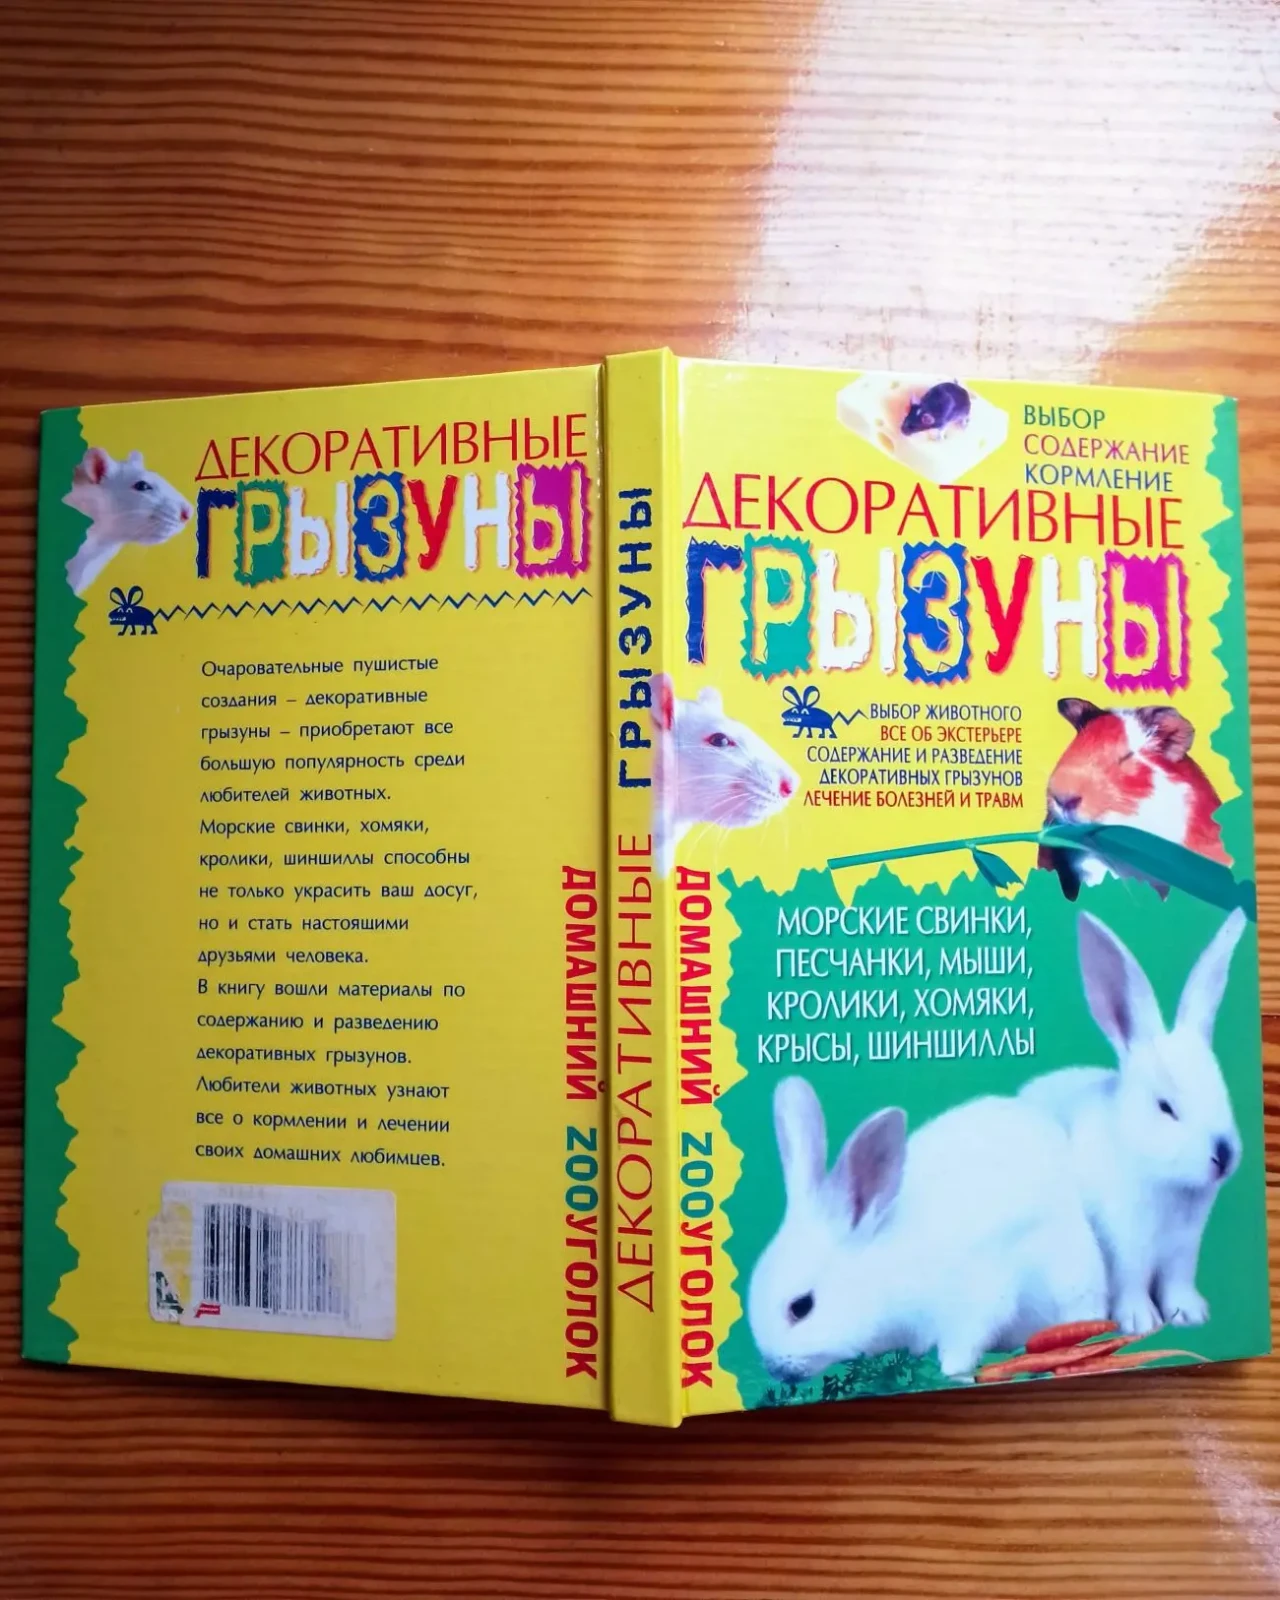 ДЕКОРАТИВНЫЕ
ГРЫЗУНЫ
Очаровательные пушистые
создания – декоративные
грызуны – приобретают все
большую популярность среди
любителей животных.
Морские свинки, хомяки,
кролики, шиншиллы способны
не только украсить ваш досуг,
но и стать настоящими
друзьями человека.
В книгу вошли материалы по
содержанию и разведению
декоративных грызунов.
Любители животных узнают
все о кормлении и лечении
своих домашних любимцев.
ДОМАШНИЙ ZOOУГОЛОК
ДЕКОРАТИВНЫЕ ГРЫЗУНЫ
ДОМАШНИЙ ZOOУГОЛОК
ВЫБОР
СОДЕРЖАНИЕ
КОРМЛЕНИЕ
ДЕКОРАТИВНЫЕ
ГРЫЗУНЫ
ВЫБОР ЖИВОТНОГО
ВСЕ ОБ ЭКСТЕРЬЕРЕ
СОДЕРЖАНИЕ И РАЗВЕДЕНИЕ
ДЕКОРАТИВНЫХ ГРЫЗУНОВ
ЛЕЧЕНИЕ БОЛЕЗНЕЙ И ТРАВМ
МОРСКИЕ СВИНКИ,
ПЕСЧАНКИ, МЫШИ,
КРОЛИКИ, ХОМЯКИ,
КРЫСЫ, ШИНШИЛЛЫ